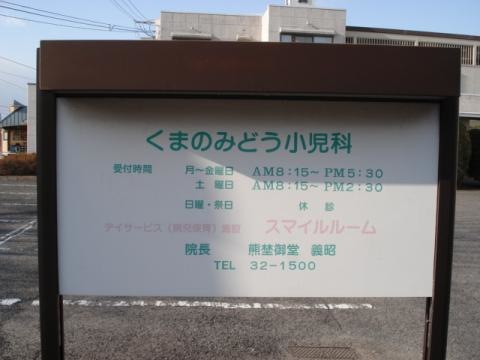 くまのみどう小児科
受付時間 月～金曜日 AM8:15～PM5:30
土曜日 AM8:15～PM2:30
日曜・祭日 休診
デイサービス(病児保育)施設 スマイルルーム
院長 熊埜御堂 義昭
TEL 32-1500